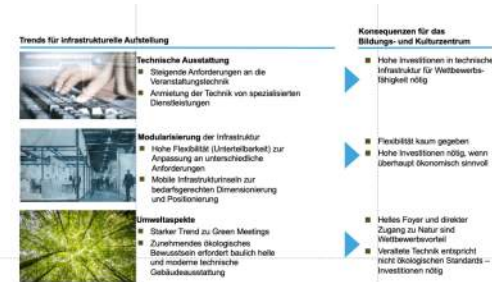 Trends für infrastrukturelle Aufstellung
Technische Ausstattung
Steigende Anforderungen an die
Veranstaltungstechnik
Anmietung der Technik von spezialisierten
Dienstleistungen
Modularisierung der Infrastruktur
Hohe Flexibilität (Unterteilbarkeit) zur
Anpassung an unterschiedliche
Anforderungen
Mobile Infrastrukturinseln zur
bedarfsgerechten Dimensionierung
und Positionierung
Umweltaspekte
Starker Trend zu Green Meetings
Zunehmendes ökologisches
Bewusstsein erfordert baulich helle
und moderne technische
Gebäudeausstattung
Konsequenzen für das
Bildungs- und Kulturzentrum
Hohe Investitionen in technische
Infrastruktur für Wettbewerbs-
fähigkeit nötig
Flexibilität kaum gegeben
Hohe Investitionen nötig, wenn
überhaupt ökonomisch sinnvoll
Helles Foyer und direkter
Zugang zu Natur sind
Wettbewerbsvorteil
Veraltete Technik entspricht
nicht ökologischen Standards –
Investitionen nötig